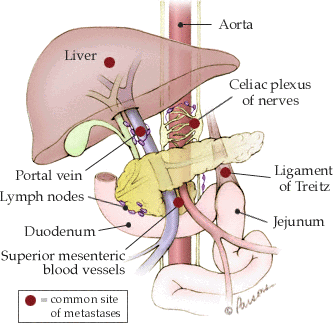 Aorta
Liver
Celiac plexus
of nerves
Portal vein
Lymph nodes
Ligament
of Treitz
Duodenum
Jejunum
Superior mesenteric
blood vessels
= common site
of metastases
© Parsons